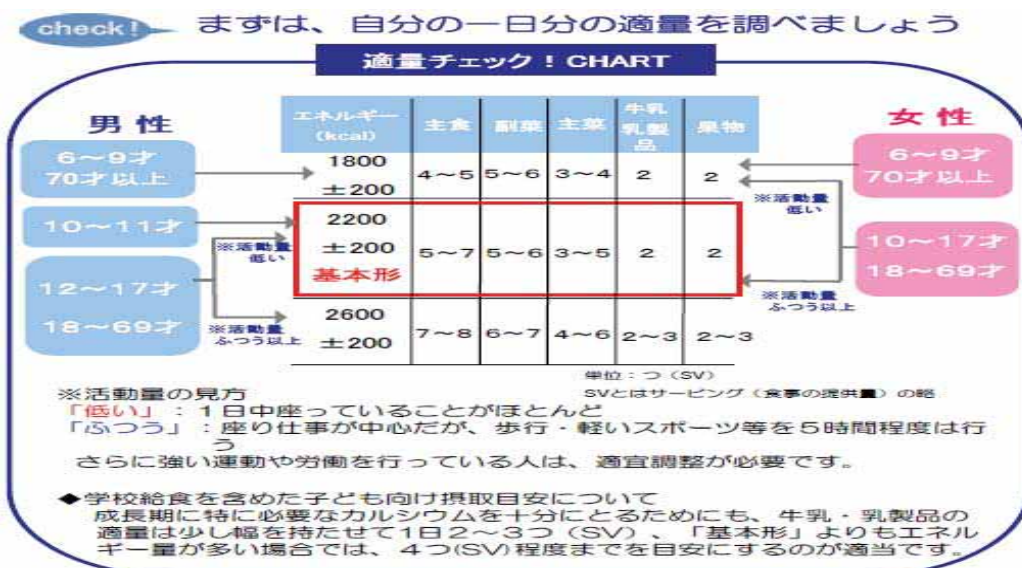 check! まずは、自分の一日分の適量を調べましょう
適量チェック！CHART
男性
女性
エネルギー(kcal) 主食 副菜 主菜 牛乳乳製品 果物
6～9才
70才以上
1800
±200
4～5 5～6 3～4 2 2
6～9才
70才以上
※活動量
低い
10～11才
2200
±200
基本形
5～7 5～6 3～5 2 2
※活動量
低い
10～17才
18～69才
12～17才
18～69才
※活動量
ふつう以上
※活動量
ふつう以上
2600
±200
7～8 6～7 4～6 2～3 2～3
単位：つ（SV）
SVとはサービング（食事の提供量）の略
※活動量の見方
「低い」：１日中座っていることがほとんど
「ふつう」：座り仕事が中心だが、歩行・軽いスポーツ等を５時間程度は行
う
さらに強い運動や労働を行っている人は、適宜調整が必要です。
◆学校給食を含めた子ども向け摂取目安について
成長期に特に必要なカルシウムを十分にとるためにも、牛乳・乳製品の
適量は少し幅を持たせて１日２～３つ（SV）、「基本形」よりもエネル
ギー量が多い場合では、４つ(SV)程度までを目安にするのが適当です。